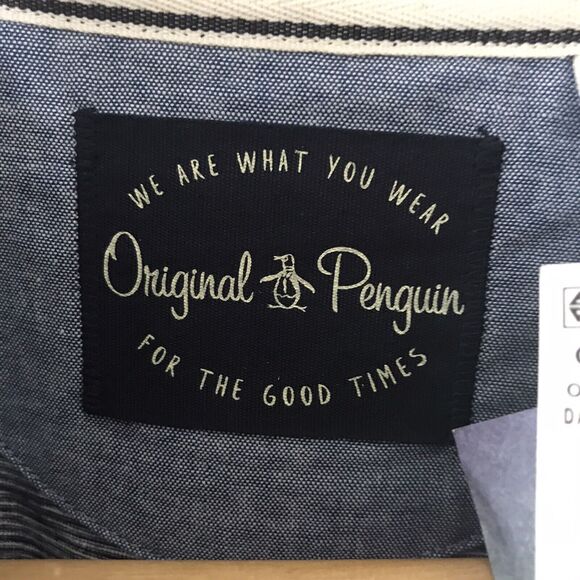 WE ARE WHAT YOU WEAR
Original Penguin
FOR THE GOOD TIMES